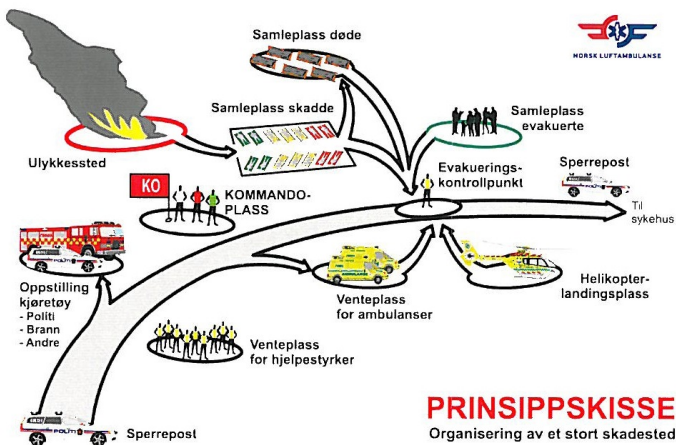 Samleplass døde
NORSK LUFTAMBULANSE
Samleplass skadde
Samleplass
evakuerte
Ulykkessted
Evakuerings-
kontrollpunkt
Sperrepost
KO
KOMMANDO-
PLASS
Til
sykehus
Oppstilling
kjøretøy
- Politi
- Brann
- Andre
Venteplass
for ambulanser
Helikopter-
landingsplass
Venteplass
for hjelpestyrker
POLITI
Sperrepost
PRINSIPPSKISSE
Organisering av et stort skadested